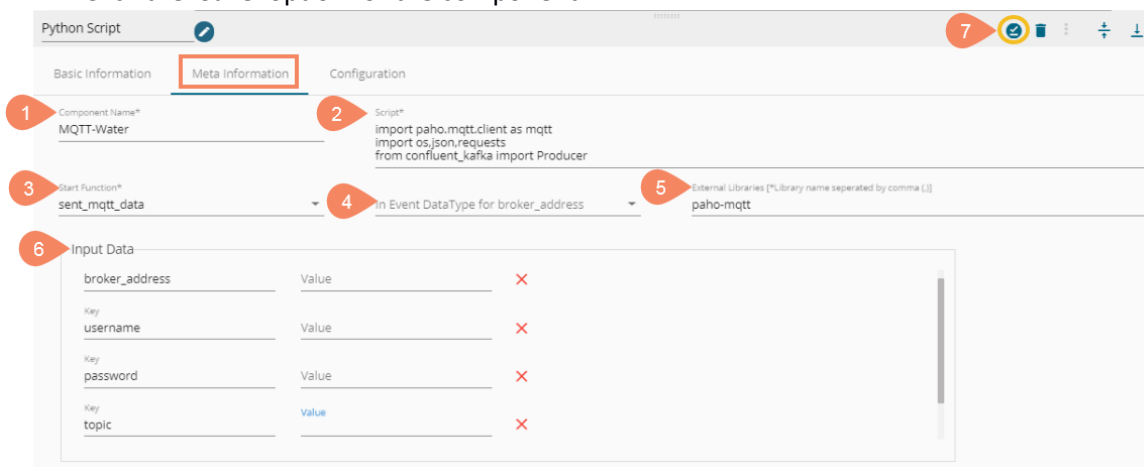 Python Script
7
Basic Information Meta Information Configuration
1 Component Name*
MQTT-Water
2 Script*
import paho.mqtt.client as mqtt
import os,json,requests
from confluent_kafka import Producer
3 Start Function*
sent_mqtt_data
4 In Event DataType for broker_address
5 External Libraries [*Library name seperated by comma (,)]
paho-mqtt
6 Input Data
broker_address Value
Key
username Value
Key
password Value
Key
topic
Value